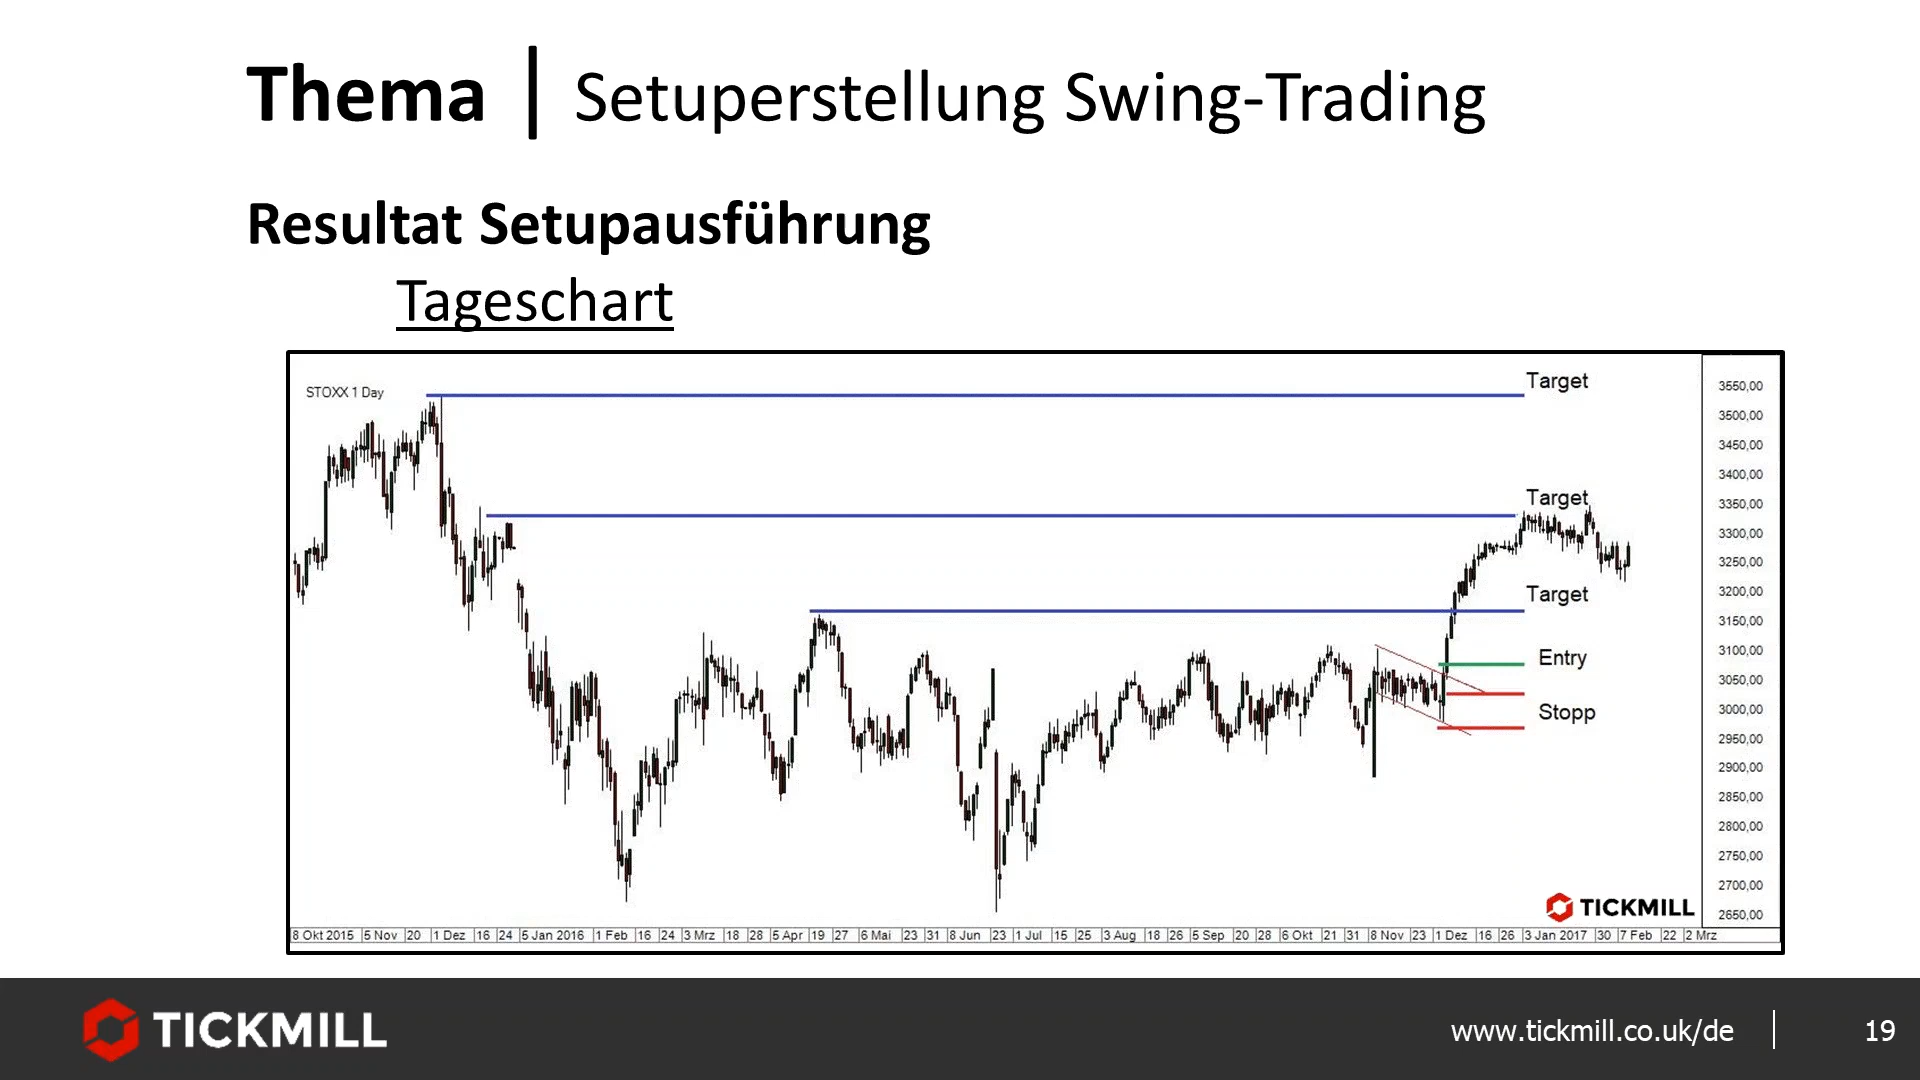 Thema | Setuperstellung Swing-Trading
Resultat Setupausführung
Tageschart
STOXX 1 Day
Target
Target
Target
Entry
Stopp
3550,00
3500,00
3450,00
3400,00
3350,00
3300,00
3250,00
3200,00
3150,00
3100,00
3050,00
3000,00
2950,00
2900,00
2850,00
2800,00
2750,00
2700,00
2650,00
TICKMILL
8 Okt 2015 |5 Nov |20 |1 Dez |16 |24 |5 Jan 2016 |1 Feb |16 |24 |3 Mrz |18 |28 |5 Apr |19 |27 |6 Mai |23 |31 |8 Jun |23 |1 Jul |15 |25 |3 Aug |18 |26 |5 Sep |20 |28 |6 Okt |21 |31 |8 Nov |23 |1 Dez |16 |26 |3 Jan 2017 |30 |7 Feb |22 |2 Mrz
TICKMILL
www.tickmill.co.uk/de | 19